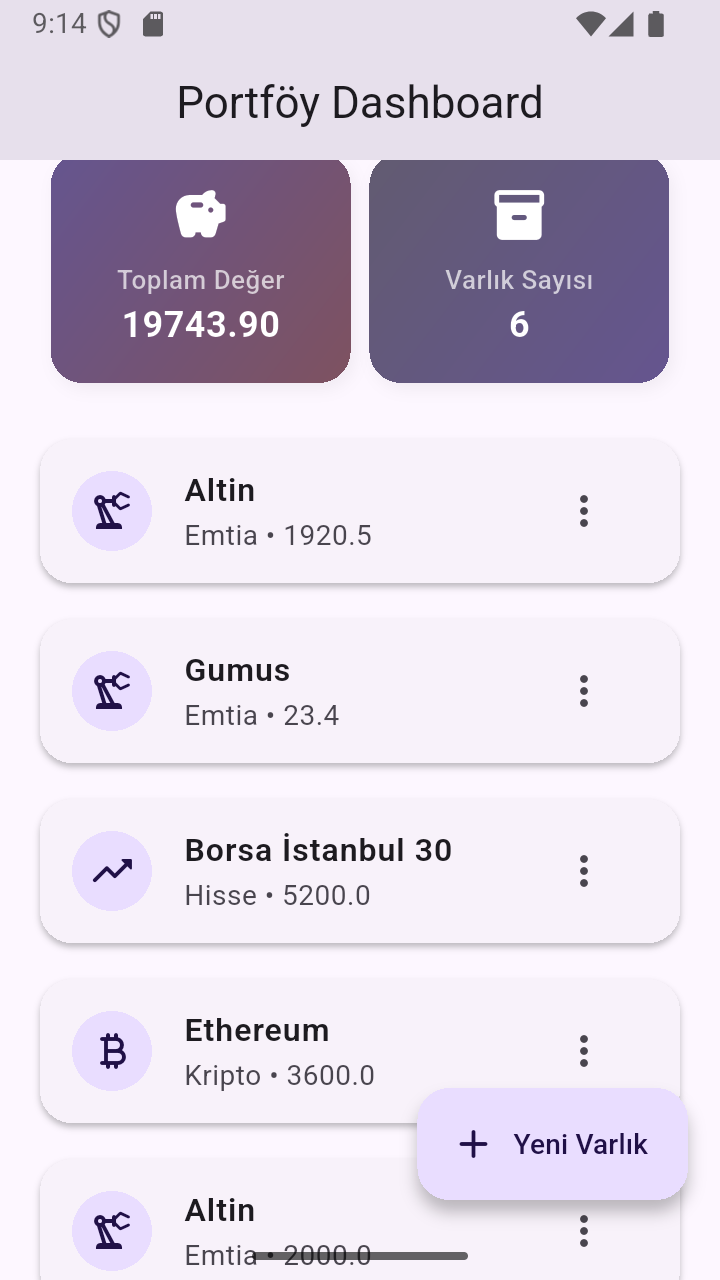 9:14
Portföy Dashboard
Toplam Değer
19743.90
Varlık Sayısı
6
Altin
Emtia • 1920.5
Gumus
Emtia • 23.4
Borsa İstanbul 30
Hisse • 5200.0
Ethereum
Kripto • 3600.0
Yeni Varlık
Altin
Emtia • 2000.0